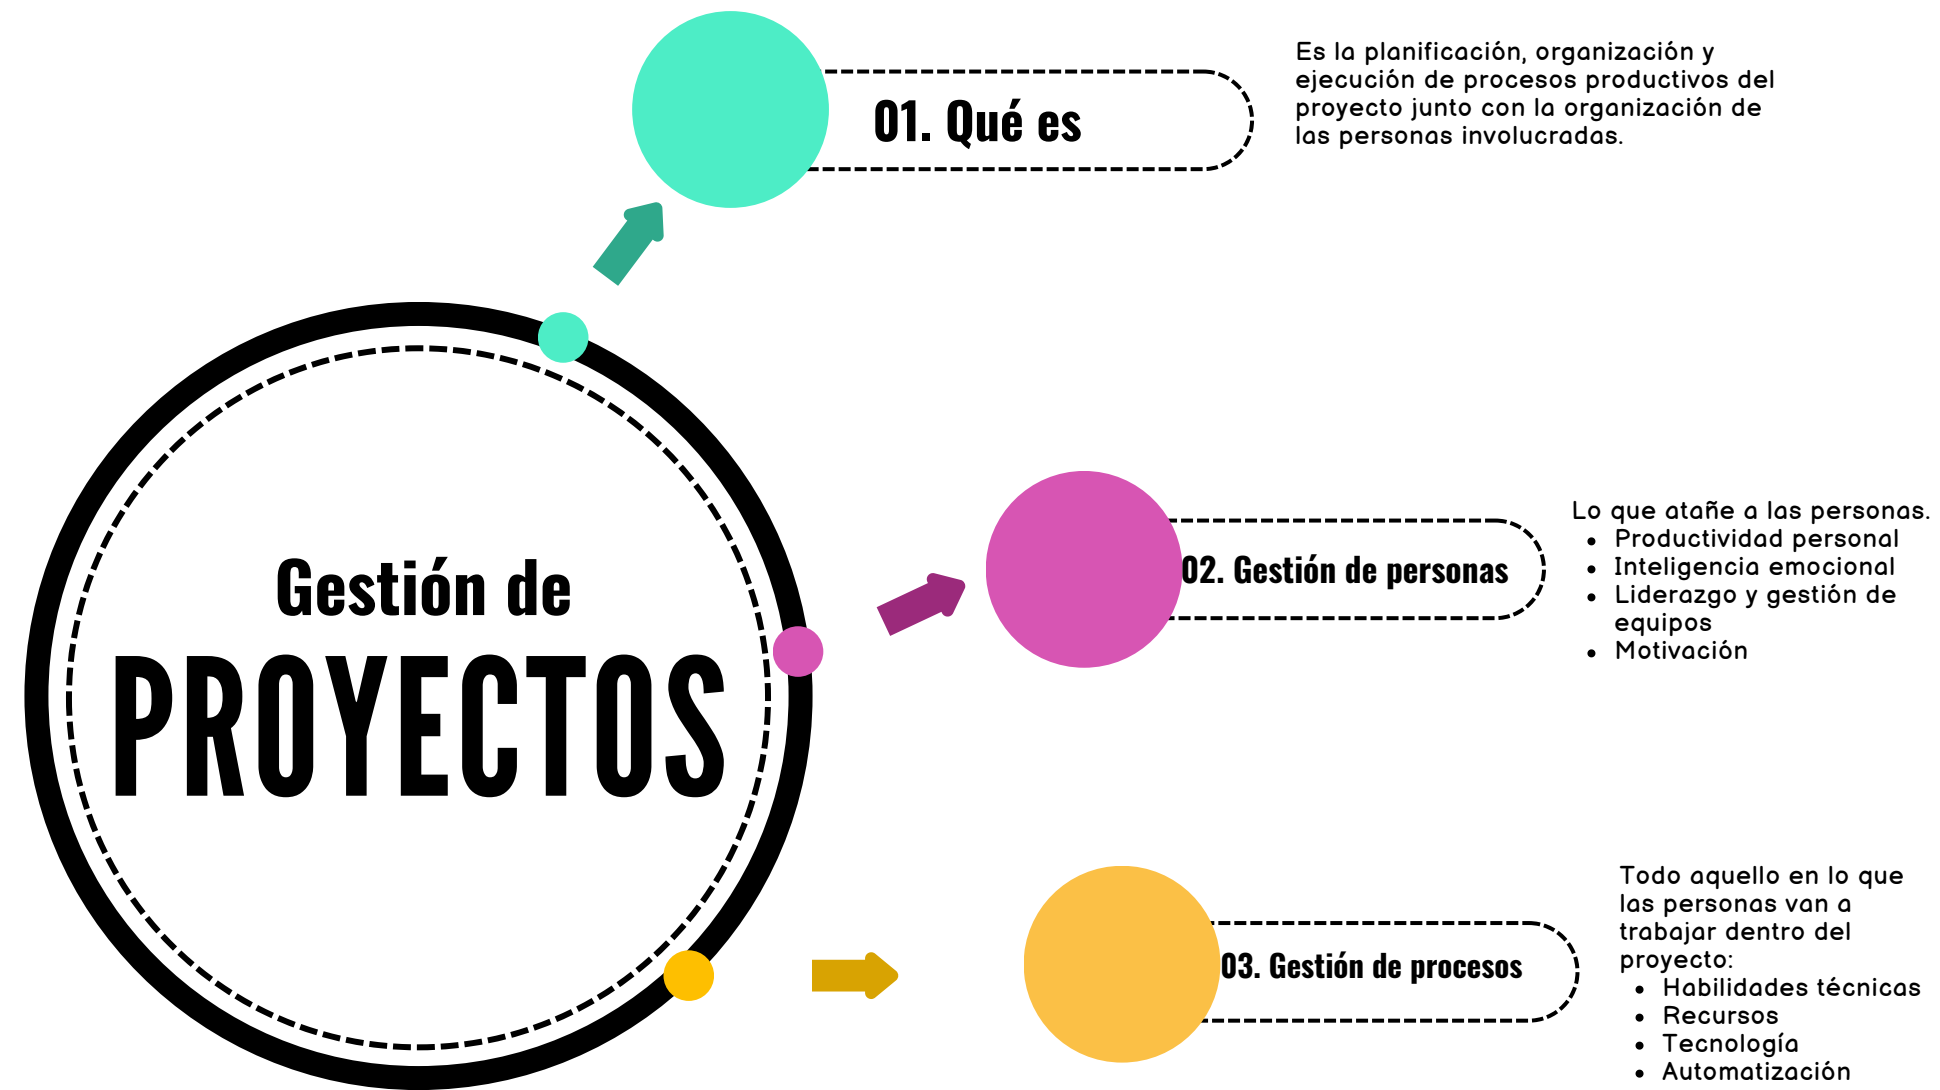 Gestión de
PROYECTOS
01. Qué es
Es la planificación, organización y
ejecución de procesos productivos del
proyecto junto con la organización de
las personas involucradas.
02. Gestión de personas
Lo que atañe a las personas.
• Productividad personal
• Inteligencia emocional
• Liderazgo y gestión de
equipos
• Motivación
03. Gestión de procesos
Todo aquello en lo que
las personas van a
trabajar dentro del
proyecto:
• Habilidades técnicas
• Recursos
• Tecnología
• Automatización